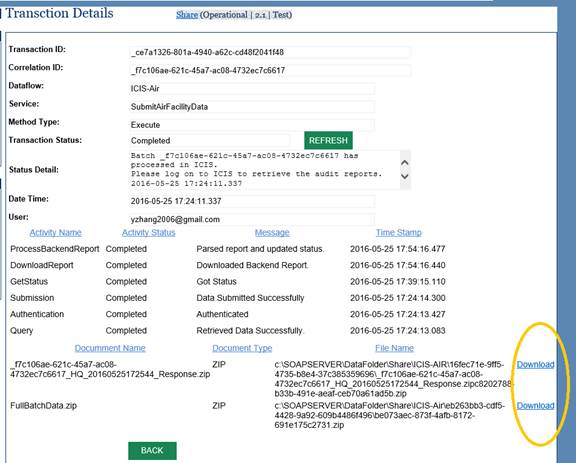 Transction Details
Share (Operational | 2.1 | Test)
Transaction ID: _ce7a1326-801a-4940-a62c-cd48f2041f48
Correlation ID: _f7c106ae-621c-45a7-ac08-4732ec7c6617
Dataflow: ICIS-Air
Service: SubmitAirFacilityData
Method Type: Execute
Transaction Status: Completed REFRESH
Status Detail: Batch _f7c106ae-621c-45a7-ac08-4732ec7c6617 has
processed in ICIS.
Please log on to ICIS to retrieve the audit reports.
2016-05-25 17:24:11.337
Date Time: 2016-05-25 17:24:11.337
User: yzhang2006@gmail.com
Activity Name Activity Status Message Time Stamp
ProcessBackendReport Completed Parsed report and updated status. 2016-05-25 17:54:16.477
DownloadReport Completed Downloaded Backend Report. 2016-05-25 17:54:16.440
GetStatus Completed Got Status 2016-05-25 17:39:15.110
Submission Completed Data Submitted Successfully 2016-05-25 17:24:14.300
Authentication Completed Authenticated 2016-05-25 17:24:13.427
Query Completed Retrieved Data Successfully. 2016-05-25 17:24:13.083
Documment Name Document Type File Name
_f7c106ae-621c-45a7-ac08-
4732ec7c6617_HQ_20160525172544_Response.zip
ZIP
c:\SOAPSERVER\DataFolder\Share\ICIS-AIR\16fec71e-9ff5-
4735-b8e4-37c385359696\_f7c106ae-621c-45a7-ac08-
4732ec7c6617_HQ_20160525172544_Response.zipc8202788-
b33b-491e-aeaf-ceb70a61ad5b.zip
Download
FullBatchData.zip
ZIP
c:\SOAPSERVER\DataFolder\Share\ICIS-Air\eb263bb3-cdf5-
4428-9a92-609b4486f496\be073aec-873f-4afb-8172-
691e175c2731.zip
Download
BACK